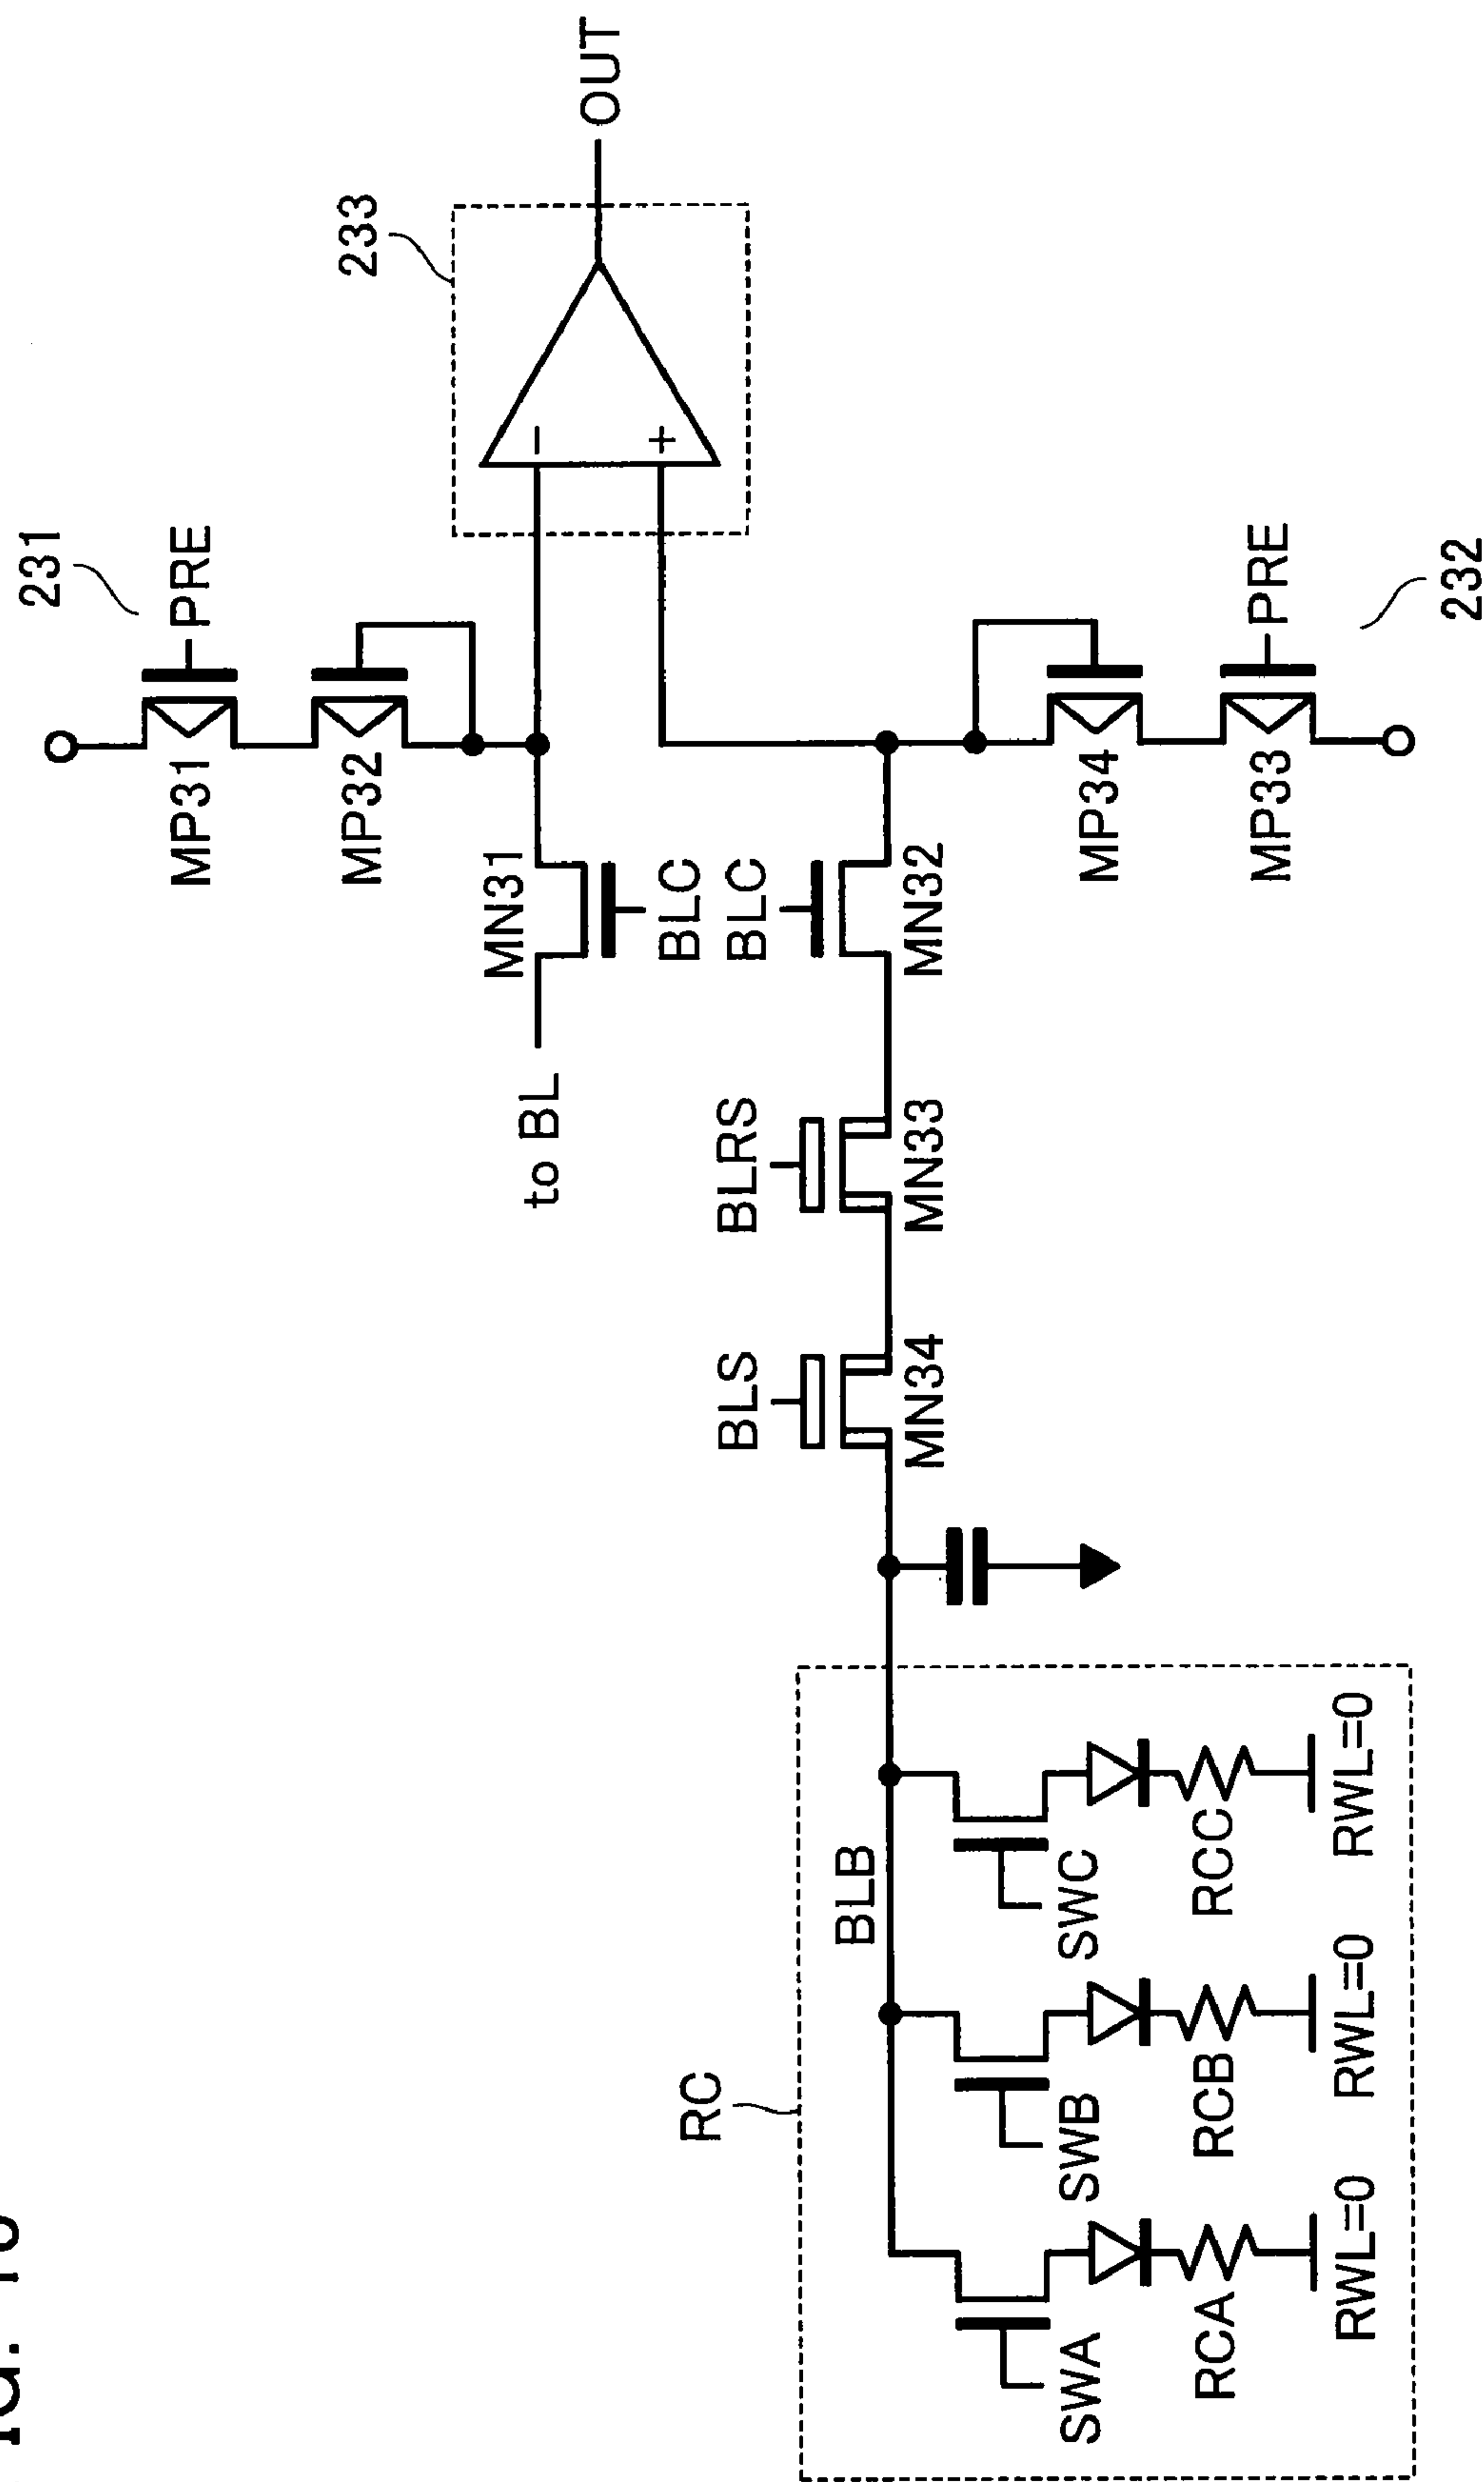 231
PRE
MP31
MP32
233
OUT
−
+
MN31
BLC
to BL
BLC
MN32
BLRS
MN33
BLS
MN34
MP34
MP33
PRE
232
RC
BLB
SWA
SWB
SWC
RCA
RCB
RCC
RWL=0
RWL=0
RWL=0